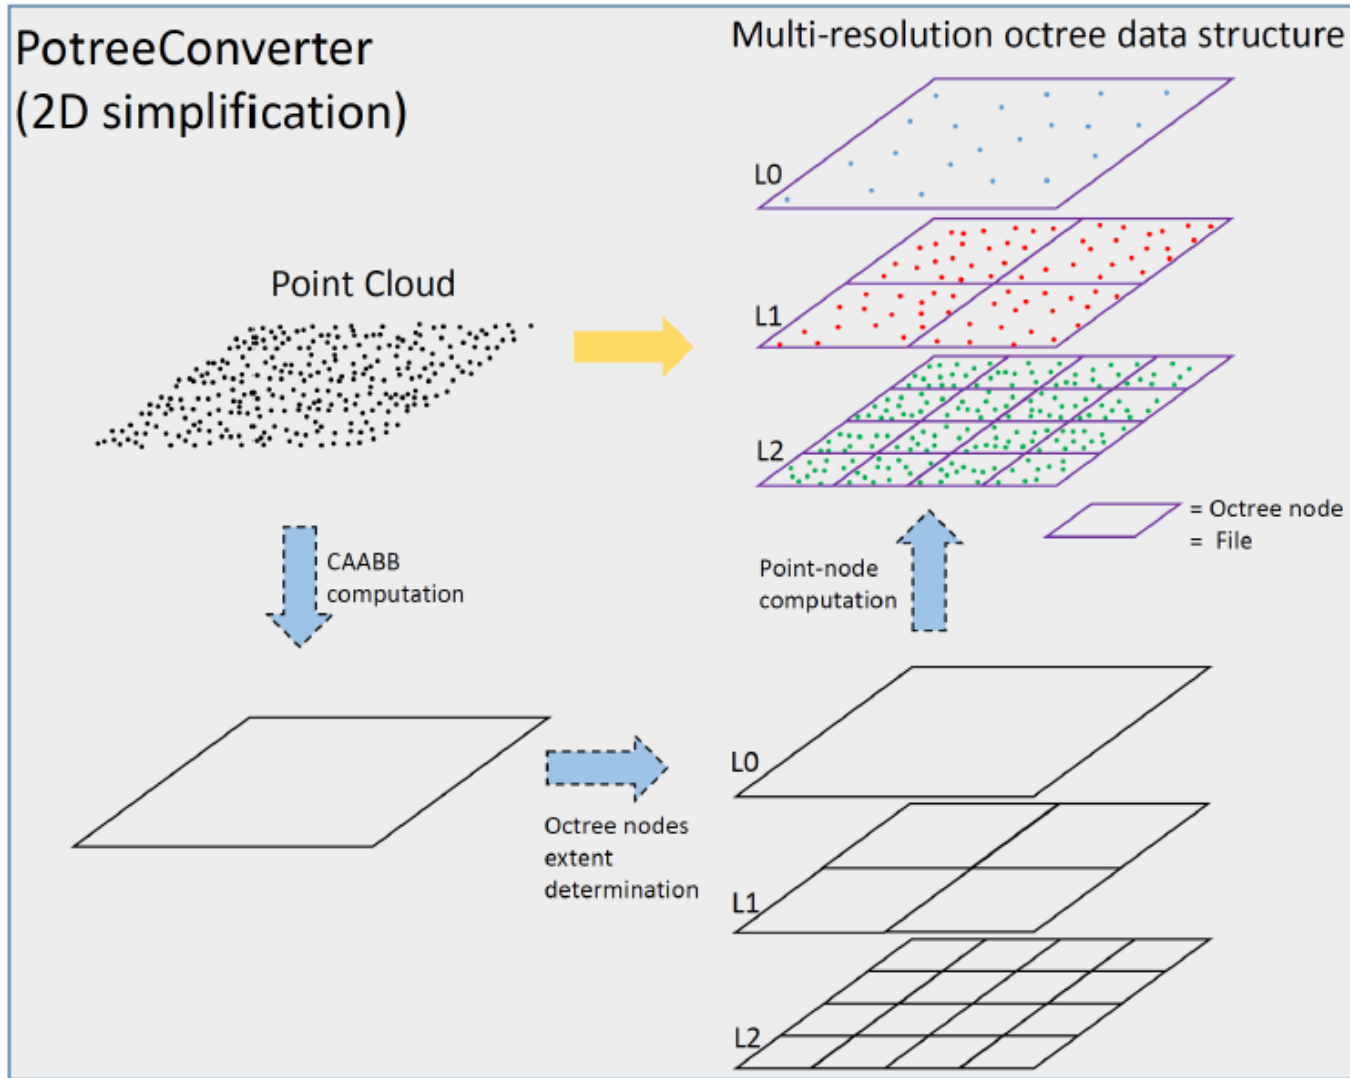 PotreeConverter
(2D simplification)
Multi-resolution octree data structure
L0
Point Cloud
L1
L2
= Octree node
= File
CAABB
computation
Point-node
computation
L0
Octree nodes
extent
determination
L1
L2